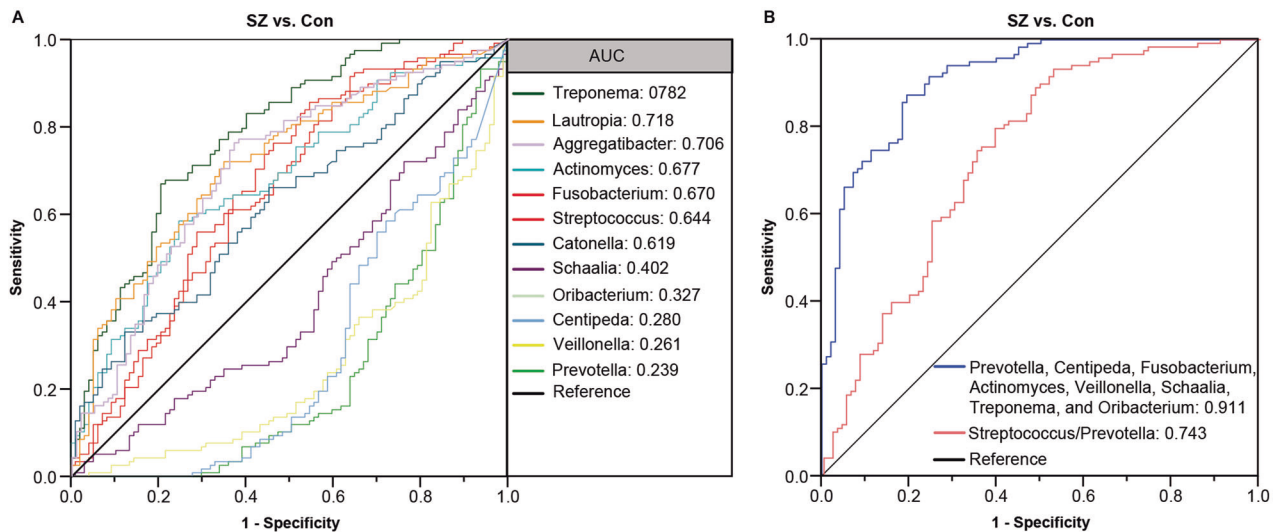 A
SZ vs. Con
Sensitivity
1.0
0.8
0.6
0.4
0.2
0.0
0.0
0.2
0.4
0.6
0.8
1.0
1 - Specificity
AUC
Treponema: 0782
Lautropia: 0.718
Aggregatibacter: 0.706
Actinomyces: 0.677
Fusobacterium: 0.670
Streptococcus: 0.644
Catonella: 0.619
Schaalia: 0.402
Oribacterium: 0.327
Centipeda: 0.280
Veillonella: 0.261
Prevotella: 0.239
Reference
B
SZ vs. Con
Sensitivity
1.0
0.8
0.6
0.4
0.2
0.0
0.0
0.2
0.4
0.6
0.8
1.0
1 - Specificity
Prevotella, Centipeda, Fusobacterium,
Actinomyces, Veillonella, Schaalia,
Treponema, and Oribacterium: 0.911
Streptococcus/Prevotella: 0.743
Reference